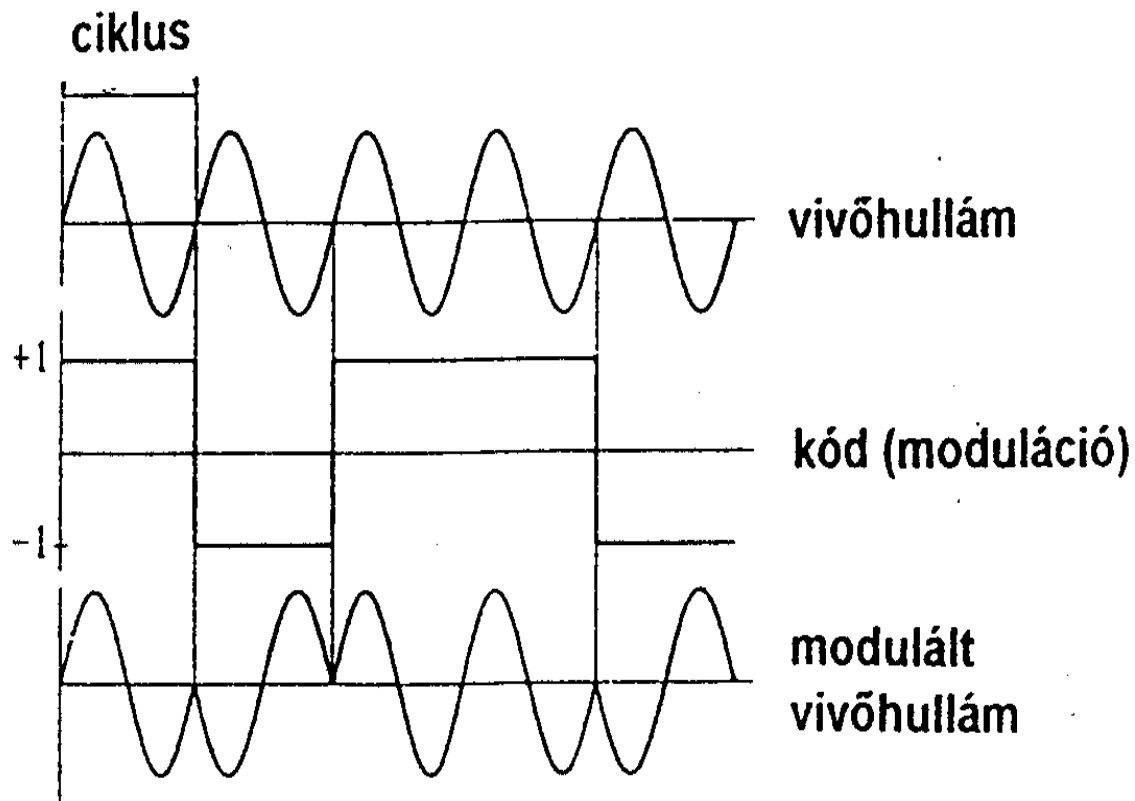 ciklus
vivőhullám
+1
kód (moduláció)
-1
modulált
vivőhullám